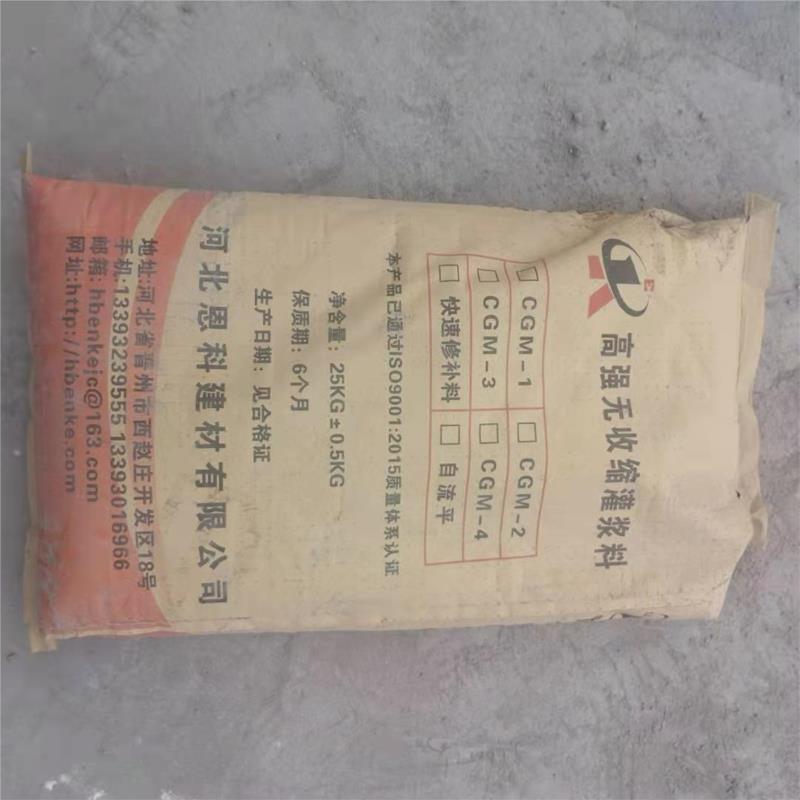 高强无收缩灌浆料
□ CGM-1 □ CGM-2
□ CGM-3 □ CGM-4
□ 快速修补料 □ 自流平
本产品已通过ISO9001:2015质量体系认证
净含量：25KG±0.5KG
保质期：6个月
生产日期：见合格证
河北恩科建材有限公司
地址:河北省晋州市西赵庄开发区18号
手机:13393239555 13393016966
邮箱: hbenkejc@163.com
网址:http://hbenke.com